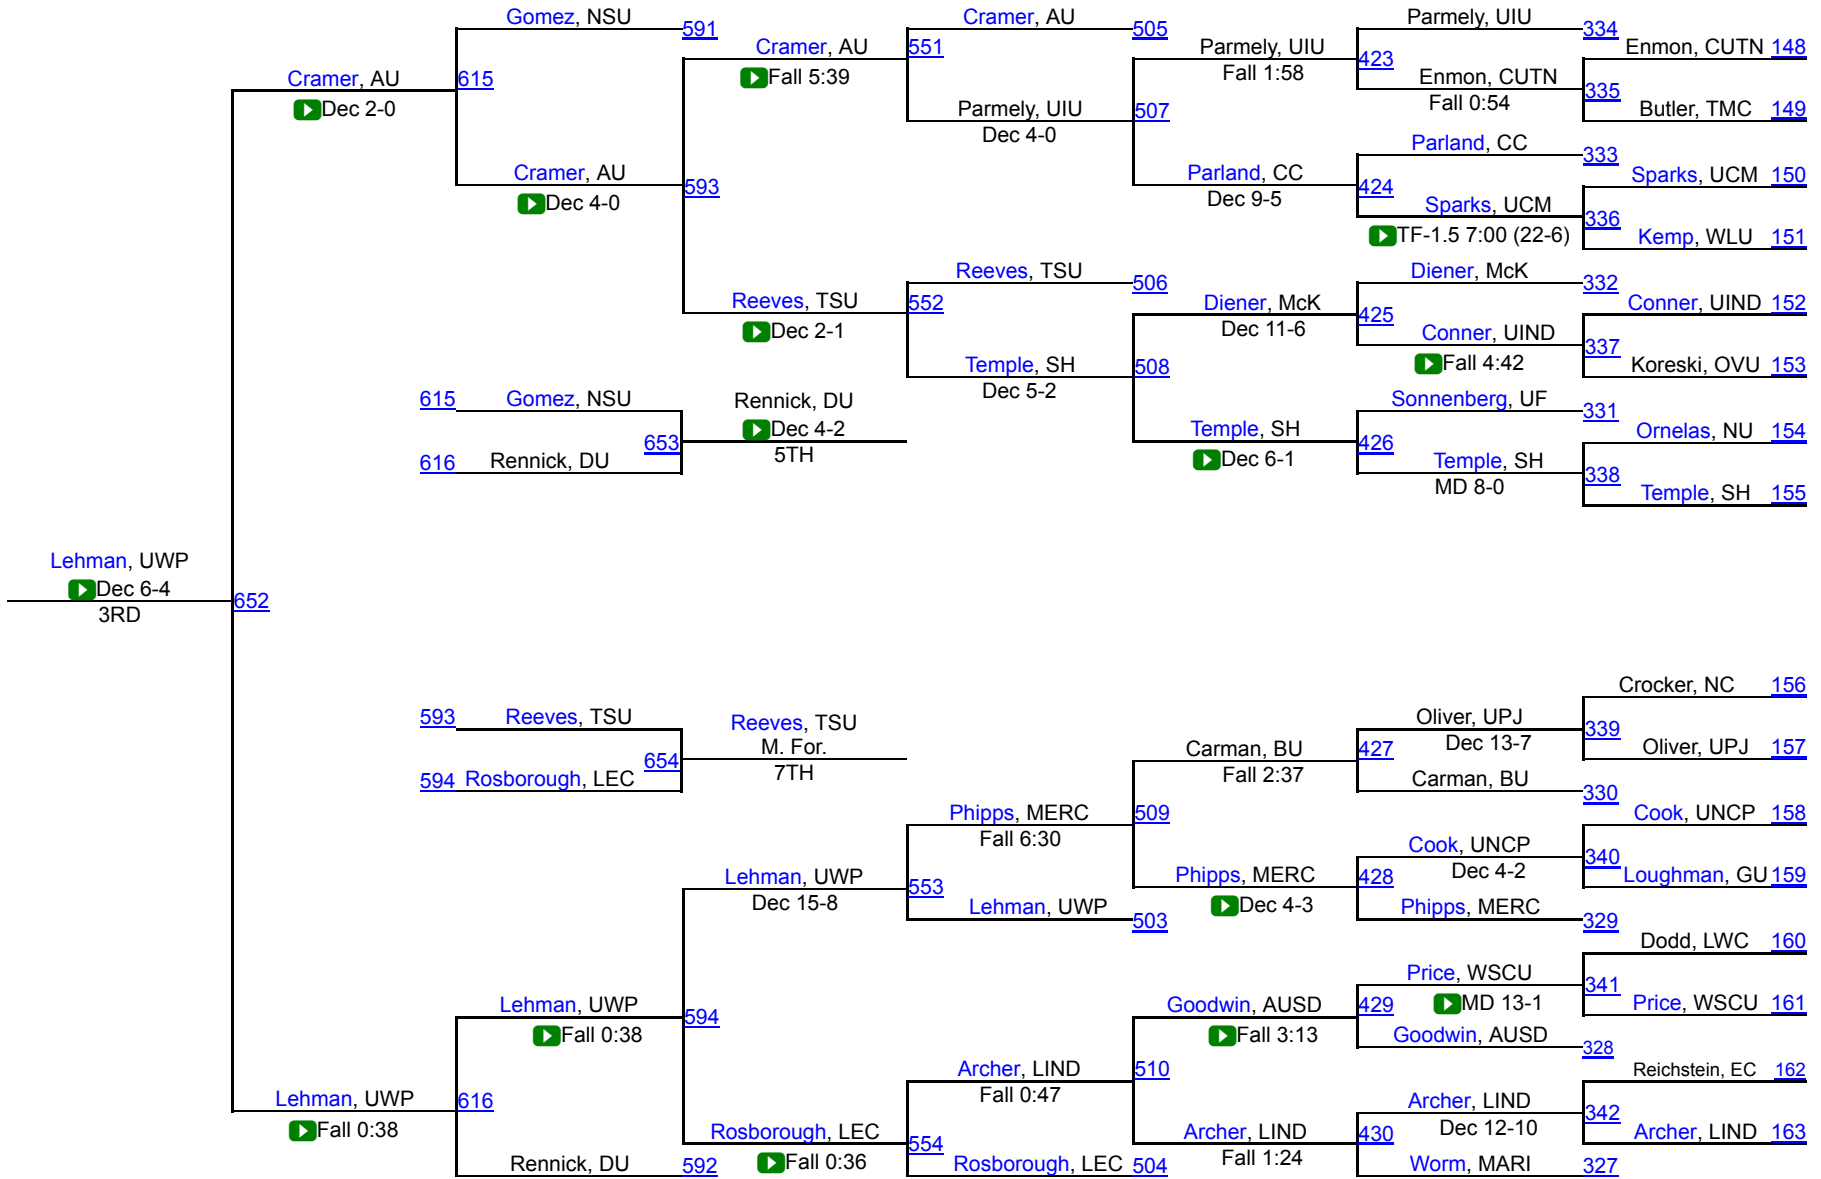 Gomez, NSU
591
Cramer, AU
505
Parmely, UIU
334
Cramer, AU
Fall 5:39
551
Parmely, UIU
Fall 1:58
423
Enmon, CUTN 148
Cramer, AU
Dec 2-0
615
Enmon, CUTN
Fall 0:54
335
Parmely, UIU
Dec 4-0
507
Butler, TMC 149
Parland, CC
333
Cramer, AU
Dec 4-0
593
Parland, CC
Dec 9-5
424
Sparks, UCM 150
Sparks, UCM
TF-1.5 7:00 (22-6)
336
Kemp, WLU 151
Reeves, TSU
506
Diener, McK
332
Reeves, TSU
Dec 2-1
552
Diener, McK
Dec 11-6
425
Conner, UIND 152
Conner, UIND
Fall 4:42
337
Temple, SH
Dec 5-2
508
Koreski, OVU 153
615 Gomez, NSU
Rennick, DU
Dec 4-2
5TH
Sonnenberg, UF
331
653
Temple, SH
Dec 6-1
426
Ornelas, NU 154
616 Rennick, DU
Temple, SH
MD 8-0
338
Temple, SH 155
Lehman, UWP
Dec 6-4
3RD
652
Crocker, NC 156
593 Reeves, TSU
Reeves, TSU
M. For.
7TH
Oliver, UPJ
Dec 13-7
339
654
Carman, BU
Fall 2:37
427
Oliver, UPJ 157
594 Rosborough, LEC
Carman, BU
330
Phipps, MERC
Fall 6:30
509
Cook, UNCP 158
Cook, UNCP
Dec 4-2
340
Lehman, UWP
Dec 15-8
553
Phipps, MERC
Dec 4-3
428
Loughman, GU 159
Lehman, UWP
503
Phipps, MERC
329
Dodd, LWC 160
Price, WSCU
MD 13-1
341
Lehman, UWP
Fall 0:38
594
Goodwin, AUSD
Fall 3:13
429
Price, WSCU 161
Goodwin, AUSD
328
Archer, LIND
Fall 0:47
510
Reichstein, EC 162
Lehman, UWP
Fall 0:38
616
Archer, LIND
Dec 12-10
342
Rosborough, LEC
Fall 0:36
554
Archer, LIND
Fall 1:24
430
Archer, LIND 163
Rennick, DU
592
Rosborough, LEC 504
Worm, MARI
327